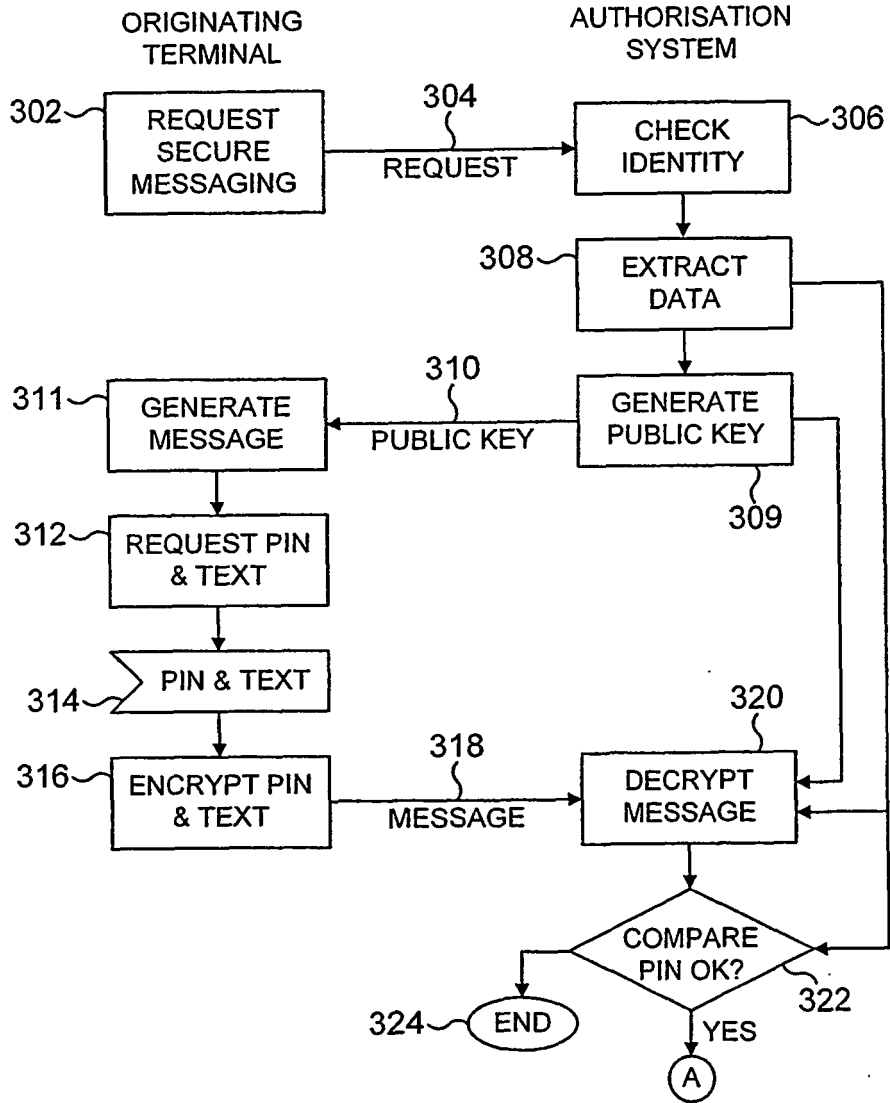 ORIGINATING
TERMINAL
AUTHORISATION
SYSTEM
302
REQUEST
SECURE
MESSAGING
304
REQUEST
CHECK
IDENTITY
306
308
EXTRACT
DATA
311
GENERATE
MESSAGE
310
PUBLIC KEY
GENERATE
PUBLIC KEY
309
312
REQUEST PIN
& TEXT
314
PIN & TEXT
316
ENCRYPT PIN
& TEXT
318
MESSAGE
320
DECRYPT
MESSAGE
COMPARE
PIN OK?
322
324
END
YES
A